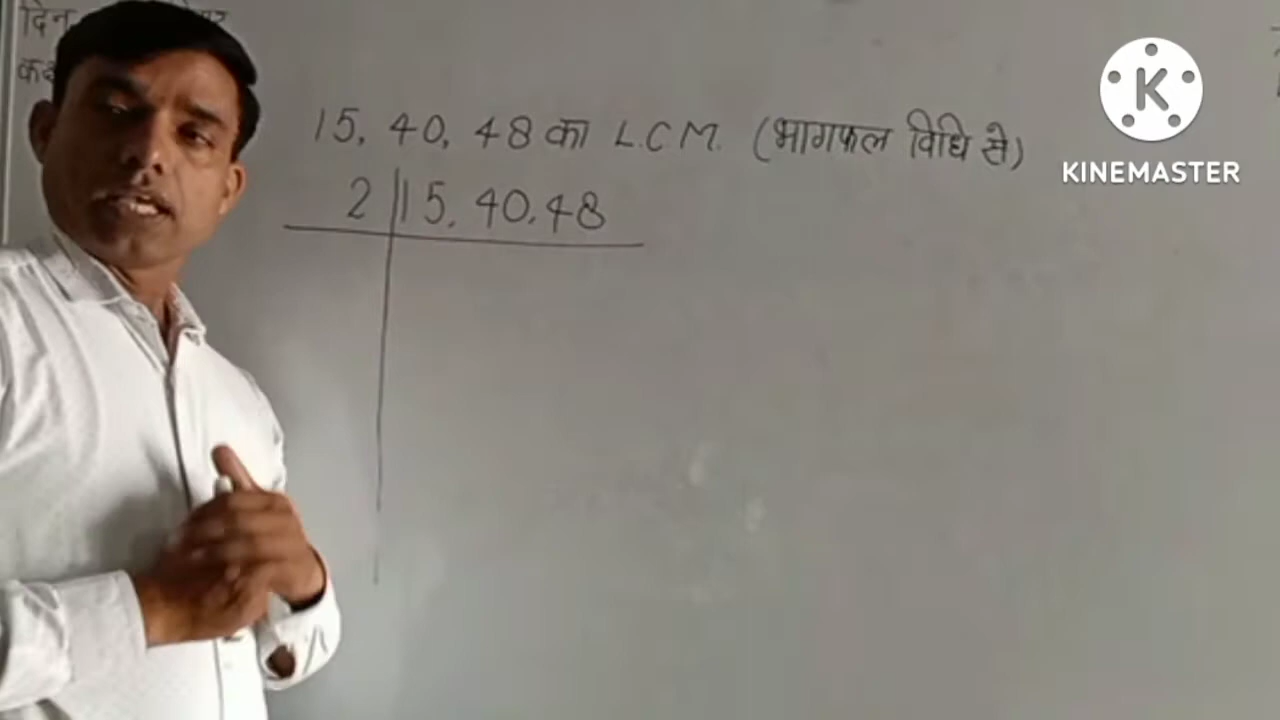 दिन
15, 40, 48 का L.C.M. (भागफल विधि से)
2 15, 40, 48
KINEMASTER